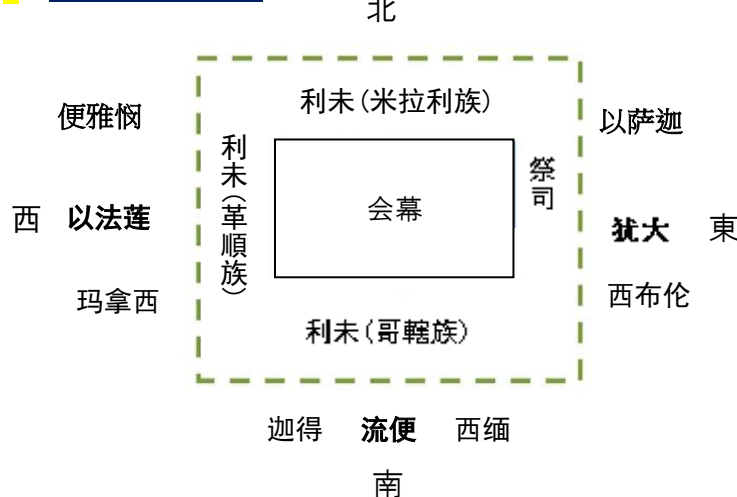 北
利未(米拉利族)
便雅悯
以萨迦
利未(革順族)
祭司
会幕
西
以法莲
犹大
東
玛拿西
西布伦
利未(哥轄族)
迦得 流便 西缅
南